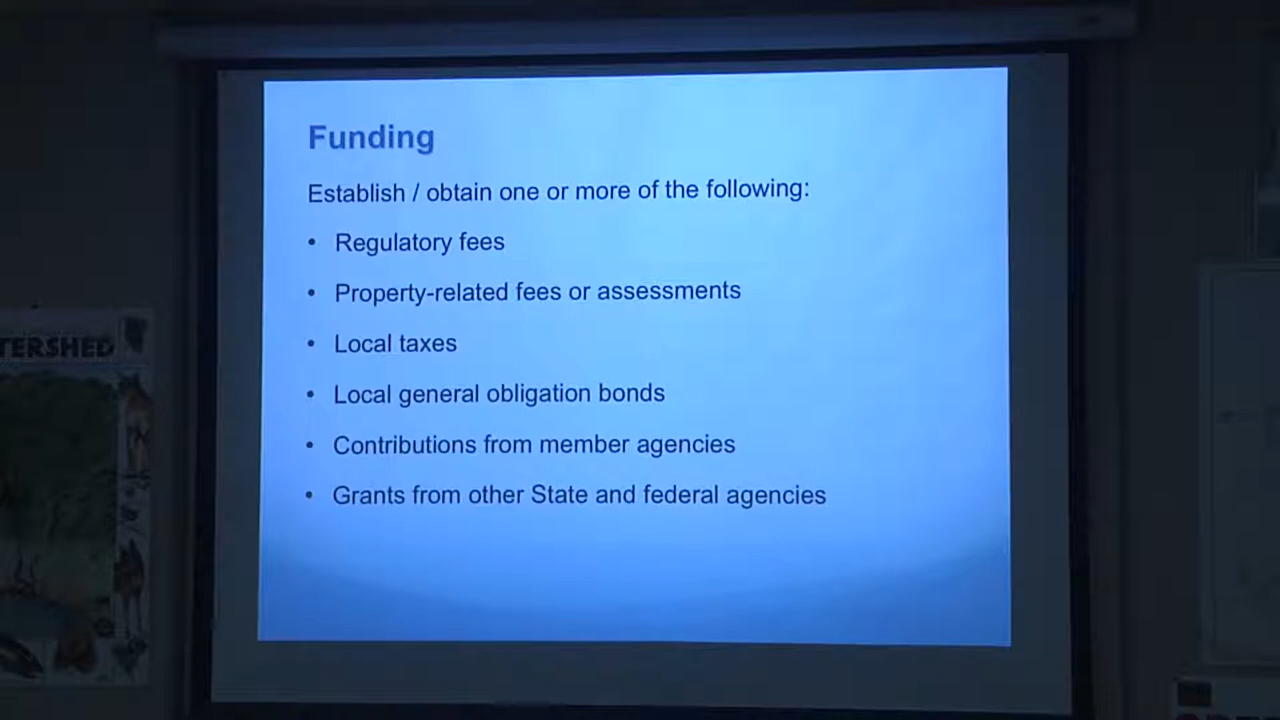 Funding
Establish / obtain one or more of the following:
• Regulatory fees
• Property-related fees or assessments
• Local taxes
• Local general obligation bonds
• Contributions from member agencies
• Grants from other State and federal agencies
TERSHED